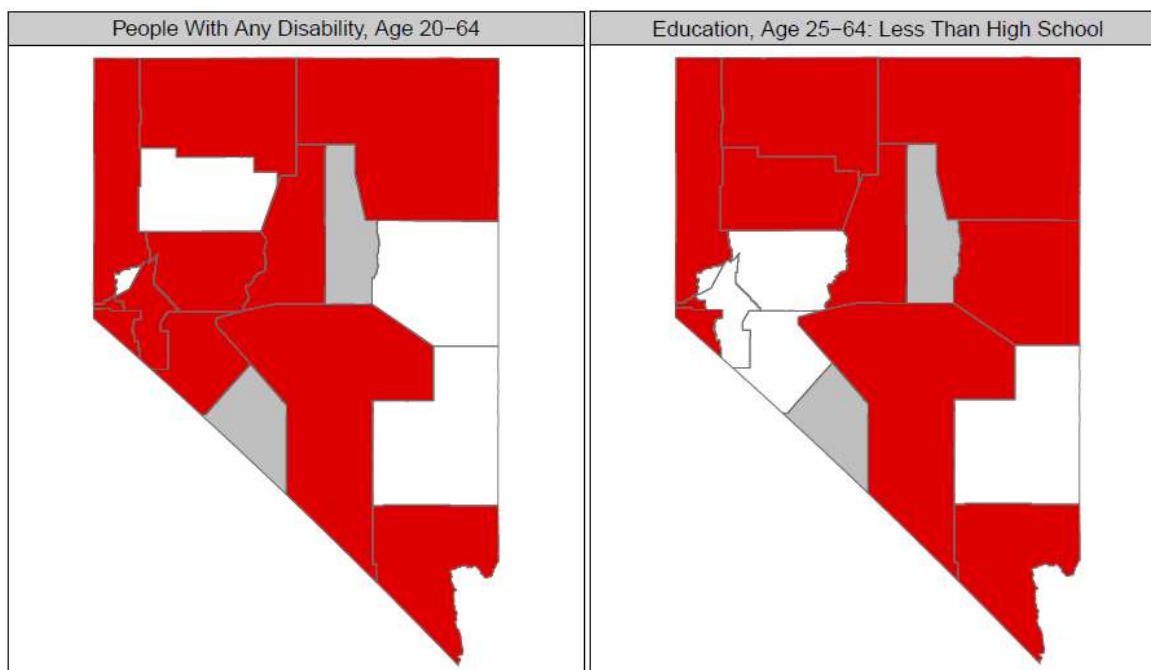 People With Any Disability, Age 20−64
Education, Age 25−64: Less Than High School